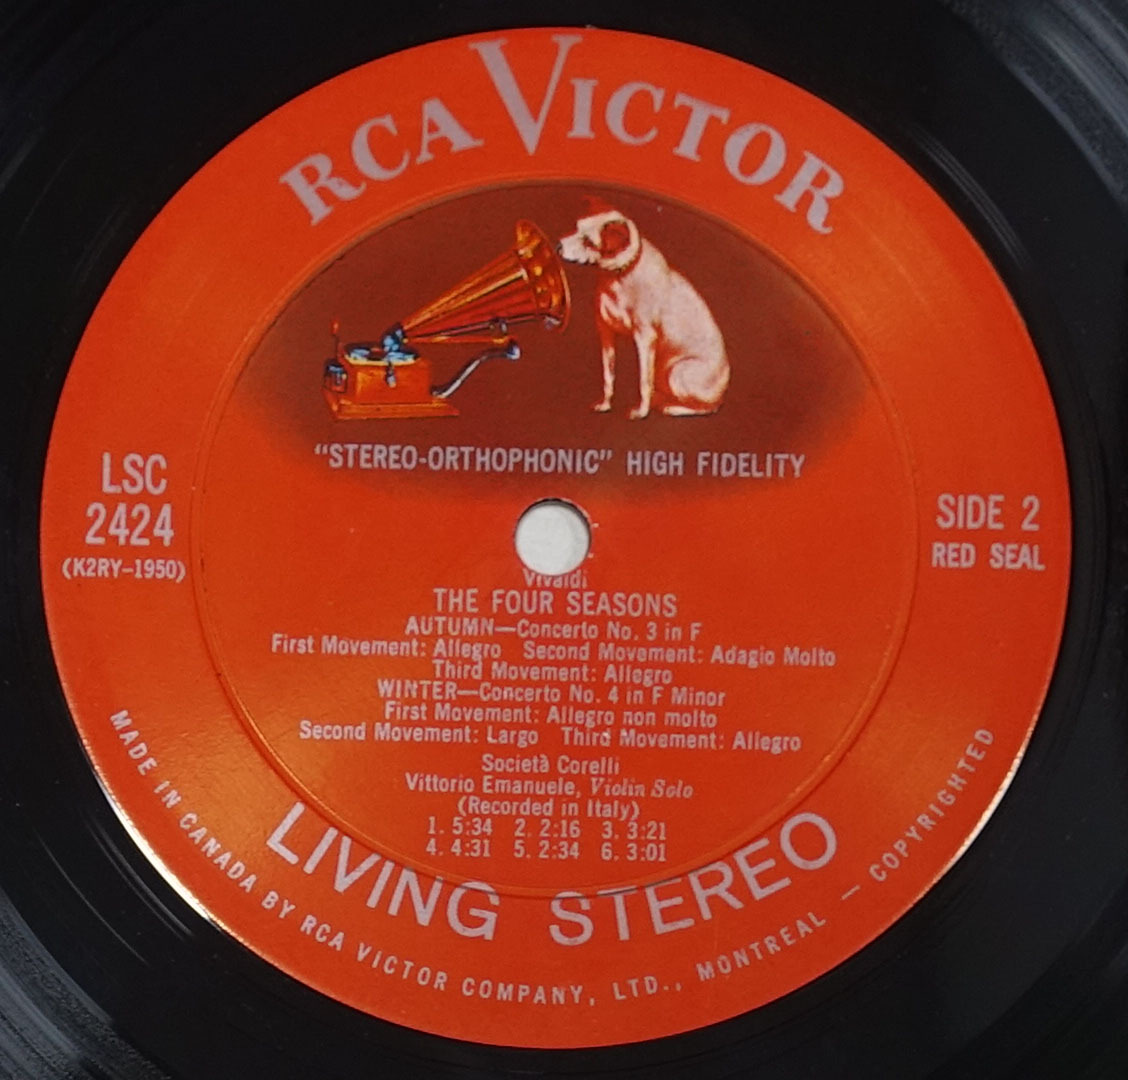 RCA VICTOR
"STEREO-ORTHOPHONIC" HIGH FIDELITY
LSC
2424
(K2RY-1950)
SIDE 2
RED SEAL
Vivaldi
THE FOUR SEASONS
AUTUMN—Concerto No. 3 in F
First Movement: Allegro Second Movement: Adagio Molto
Third Movement: Allegro
WINTER—Concerto No. 4 in F Minor
First Movement: Allegro non molto
Second Movement: Largo Third Movement: Allegro
Società Corelli
Vittorio Emanuele, Violin Solo
(Recorded in Italy)
1. 5:34 2. 2:16 3. 3:21
4. 4:31 5. 2:34 6. 3:01
LIVING STEREO
MADE IN CANADA BY RCA VICTOR COMPANY, LTD., MONTREAL — COPYRIGHTED